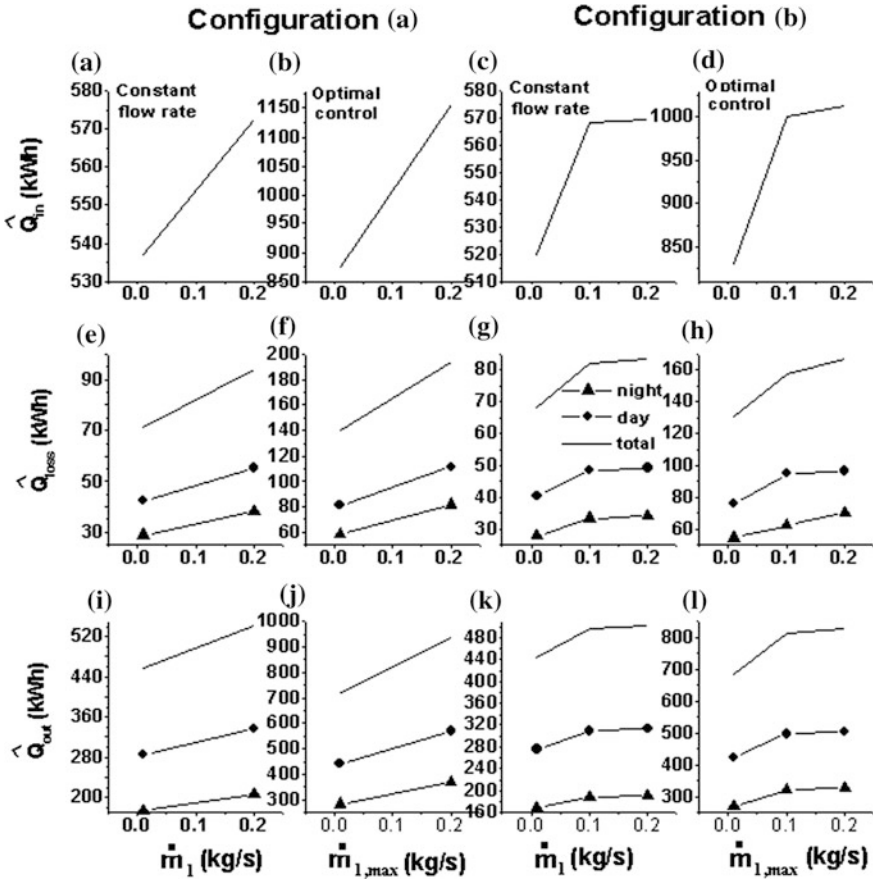 Configuration (a)
Configuration (b)
(a)
(b)
(c)
(d)
Constant
flow rate
Optimal
control
Constant
flow rate
Optimal
control
Q̂in (kWh)
580
570
560
550
540
530
0.0 0.1 0.2
1150
1100
1050
1000
950
900
850
0.0 0.1 0.2
580
570
560
550
540
530
520
510
0.0 0.1 0.2
1000
950
900
850
0.0 0.1 0.2
(e)
(f)
(g)
(h)
Q̂loss (kWh)
90
70
50
30
0.0 0.1 0.2
200
180
160
140
120
100
80
60
0.0 0.1 0.2
80
70
60
50
40
30
0.0 0.1 0.2
night
day
total
160
140
120
100
80
60
0.0 0.1 0.2
(i)
(j)
(k)
(l)
Q̂out (kWh)
520
440
360
280
200
0.0 0.1 0.2
1000
900
800
700
600
500
400
300
0.0 0.1 0.2
480
440
400
360
320
280
240
200
160
0.0 0.1 0.2
800
700
600
500
400
300
0.0 0.1 0.2
ṁ1 (kg/s)
ṁ1,max (kg/s)
ṁ1 (kg/s)
ṁ1,max (kg/s)